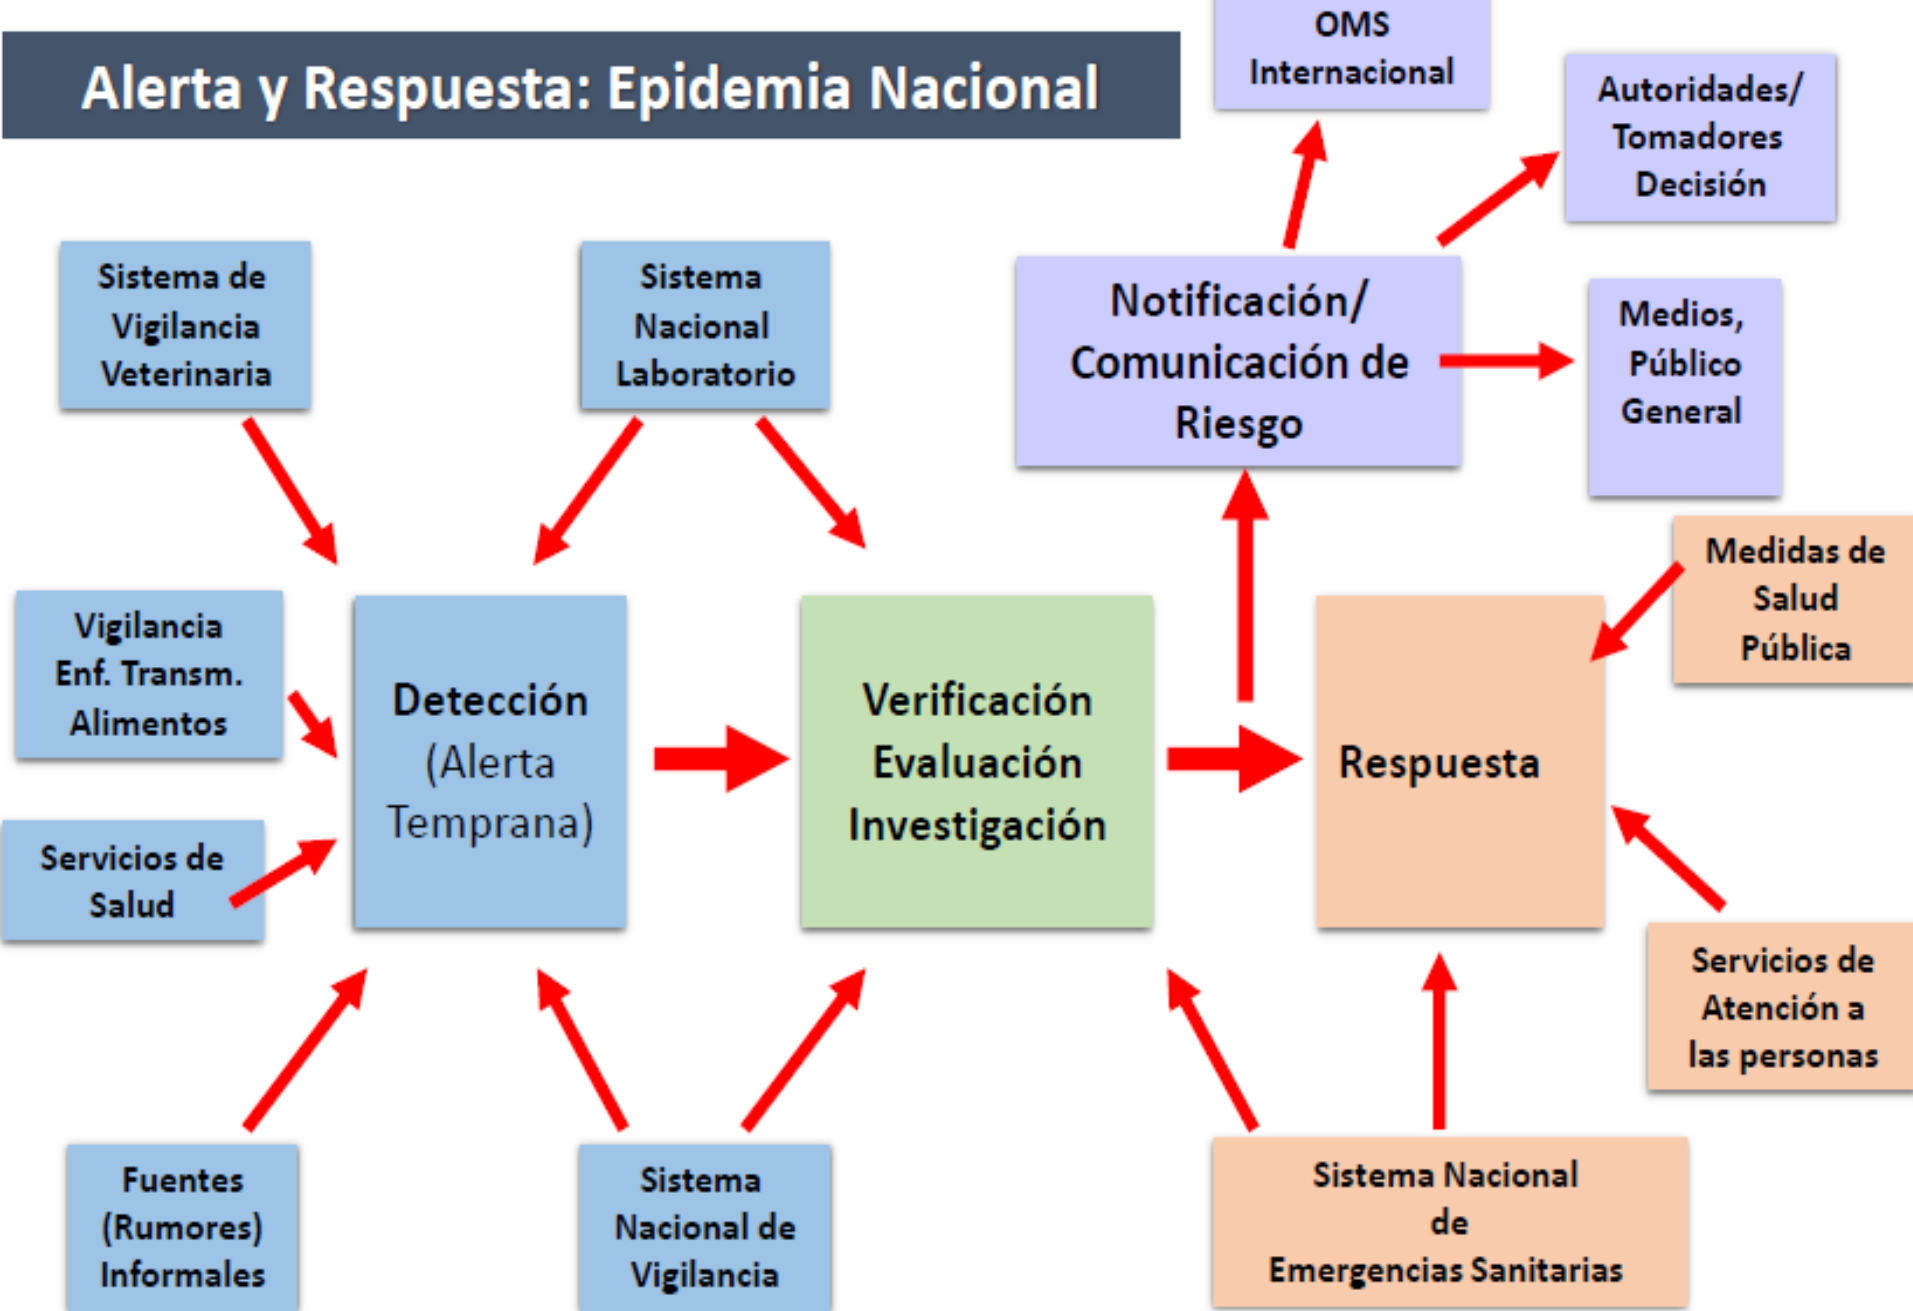 Alerta y Respuesta: Epidemia Nacional
OMS
Internacional
Autoridades/
Tomadores
Decisión
Sistema de
Vigilancia
Veterinaria
Sistema
Nacional
Laboratorio
Notificación/
Comunicación de
Riesgo
Medios,
Público
General
Medidas de
Salud
Pública
Vigilancia
Enf. Transm.
Alimentos
Detección
(Alerta
Temprana)
Verificación
Evaluación
Investigación
Respuesta
Servicios de
Salud
Servicios de
Atención a
las personas
Fuentes
(Rumores)
Informales
Sistema
Nacional de
Vigilancia
Sistema Nacional
de
Emergencias Sanitarias